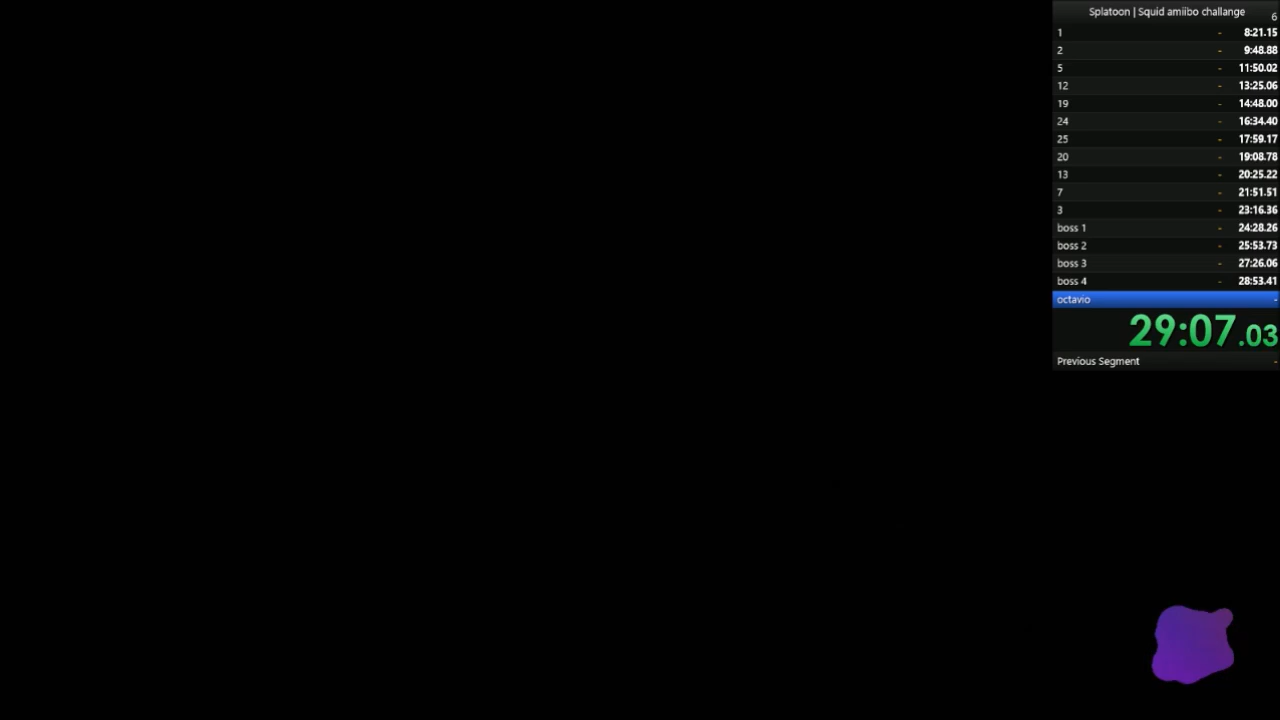 Splatoon | Squid amiibo challange 6
1 - 8:21.15
2 - 9:48.88
5 - 11:50.02
12 - 13:25.06
19 - 14:48.00
24 - 16:34.40
25 - 17:59.17
20 - 19:08.78
13 - 20:25.22
7 - 21:51.51
3 - 23:16.36
boss 1 - 24:28.26
boss 2 - 25:53.73
boss 3 - 27:26.06
boss 4 - 28:53.41
octavio -
29:07.03
Previous Segment -